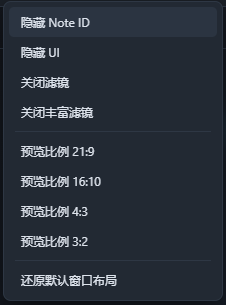 隐藏 Note ID
隐藏 UI
关闭滤镜
关闭丰富滤镜
预览比例 21:9
预览比例 16:10
预览比例 4:3
预览比例 3:2
还原默认窗口布局